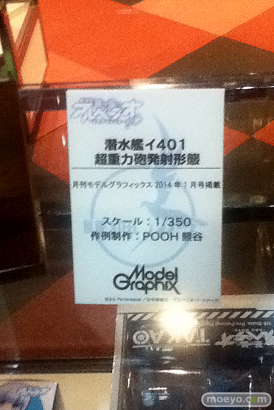 潜水艦イ401
超重力砲発射形態
月刊モデルグラフィックス 2014年1月号掲載
スケール：1/350
作例制作：POOH 熊谷
Model
Graphix
TAKAO
moeyo.com